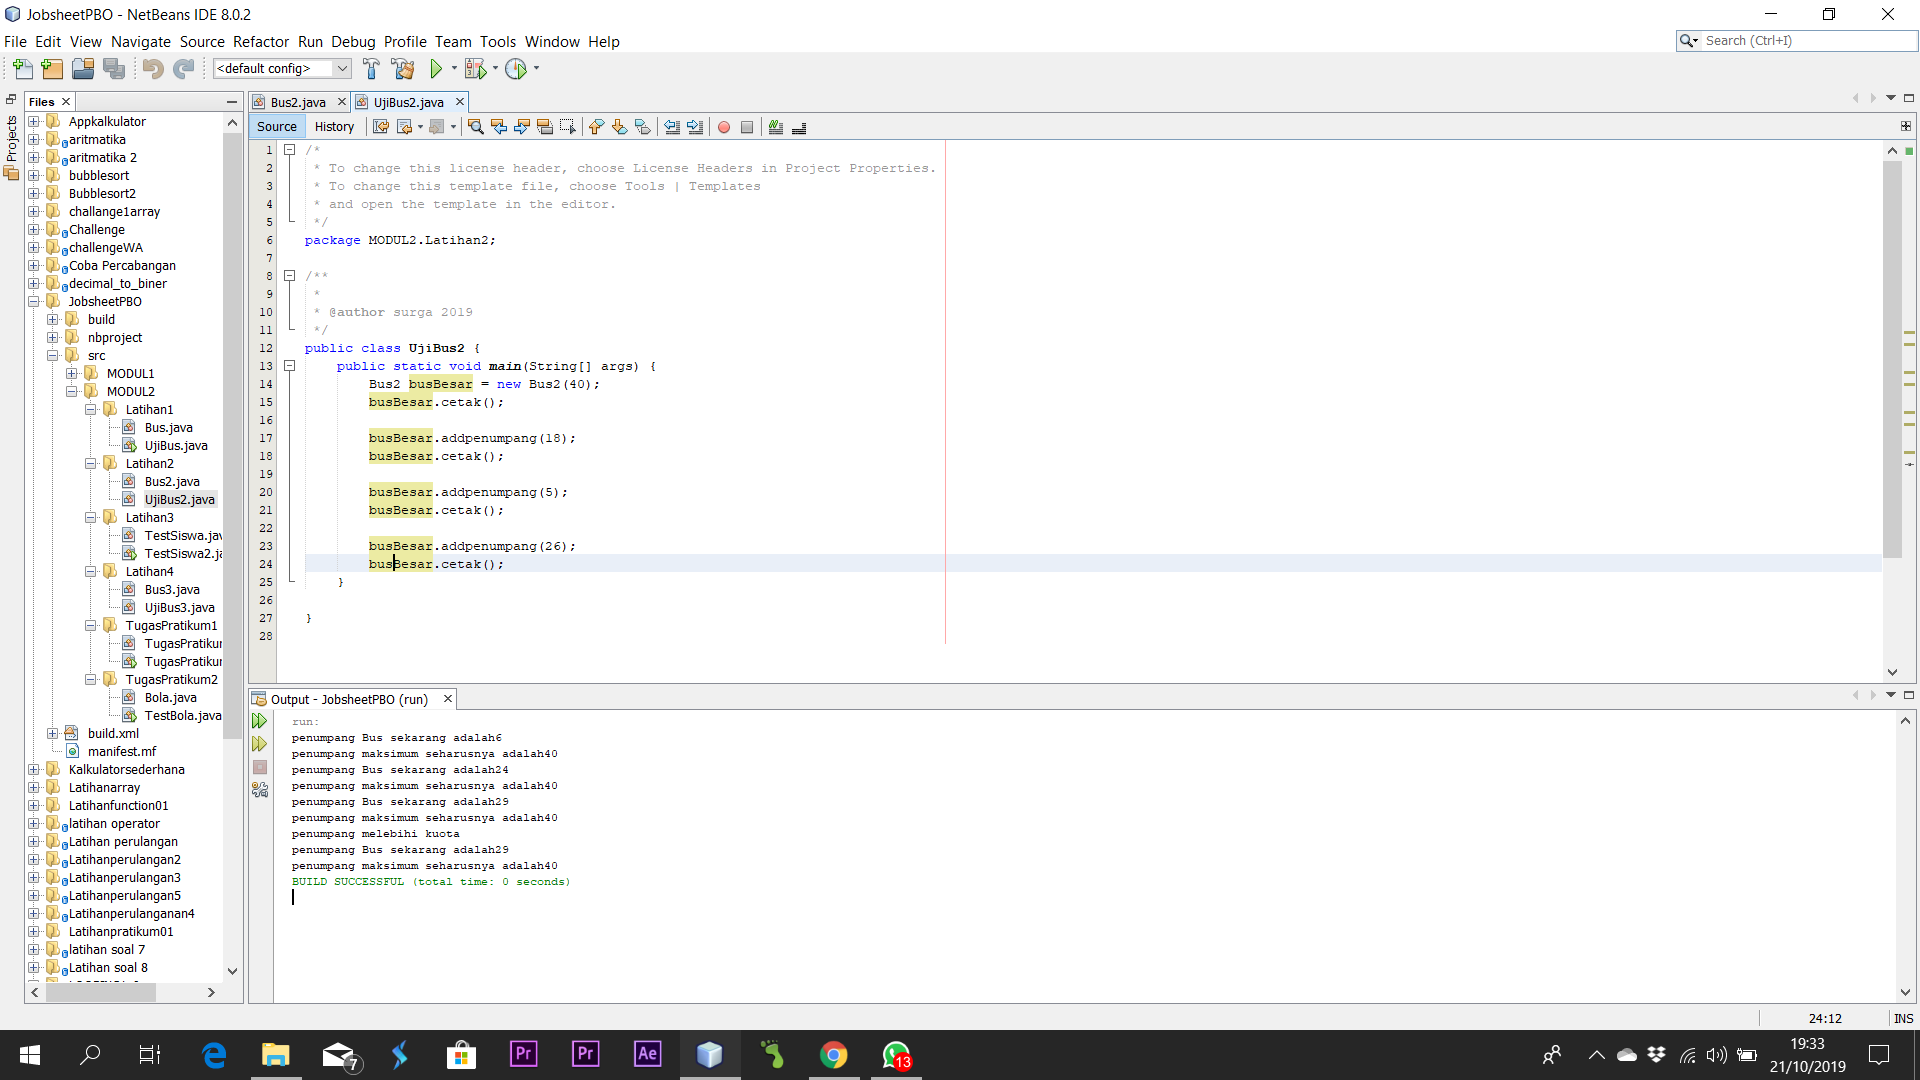 JobsheetPBO - NetBeans IDE 8.0.2
File Edit View Navigate Source Refactor Run Debug Profile Team Tools Window Help
Search (Ctrl+I)
<default config>
Projects
Files
Appkalkulator
aritmatika
aritmatika 2
bubblesort
Bubblesort2
challange1array
Challenge
challengeWA
Coba Percabangan
decimal_to_biner
JobsheetPBO
build
nbproject
src
MODUL1
MODUL2
Latihan1
Bus.java
UjiBus.java
Latihan2
Bus2.java
UjiBus2.java
Latihan3
TestSiswa.jav
TestSiswa2.ja
Latihan4
Bus3.java
UjiBus3.java
TugasPratikum1
TugasPratikur
TugasPratikur
TugasPratikum2
Bola.java
TestBola.java
build.xml
manifest.mf
Kalkulatorsederhana
Latihanarray
Latihanfunction01
latihan operator
Latihan perulangan
Latihanperulangan2
Latihanperulangan3
Latihanperulangan5
Latihanperulanganan4
Latihanpratikum01
latihan soal 7
Latihan soal 8
Bus2.java UjiBus2.java
Source History
1 /*
2 * To change this license header, choose License Headers in Project Properties.
3 * To change this template file, choose Tools | Templates
4 * and open the template in the editor.
5 */
6 package MODUL2.Latihan2;
7
8 /**
9 *
10 * @author surga 2019
11 */
12 public class UjiBus2 {
13 public static void main(String[] args) {
14 Bus2 busBesar = new Bus2(40);
15 busBesar.cetak();
16
17 busBesar.addpenumpang(18);
18 busBesar.cetak();
19
20 busBesar.addpenumpang(5);
21 busBesar.cetak();
22
23 busBesar.addpenumpang(26);
24 busBesar.cetak();
25 }
26
27 }
28
Output - JobsheetPBO (run)
run:
penumpang Bus sekarang adalah6
penumpang maksimum seharusnya adalah40
penumpang Bus sekarang adalah24
penumpang maksimum seharusnya adalah40
penumpang Bus sekarang adalah29
penumpang maksimum seharusnya adalah40
penumpang melebihi kuota
penumpang Bus sekarang adalah29
penumpang maksimum seharusnya adalah40
BUILD SUCCESSFUL (total time: 0 seconds)
24:12 INS
7
Pr
Pr
Ae
13
19:33
21/10/2019